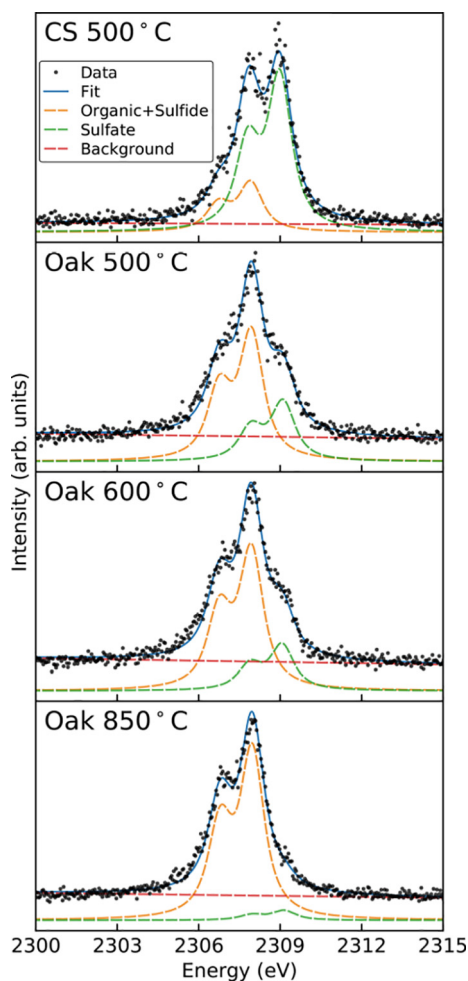 CS 500°C
Data
Fit
Organic+Sulfide
Sulfate
Background
Oak 500°C
Oak 600°C
Oak 850°C
Intensity (arb. units)
2300 2303 2306 2309 2312 2315
Energy (eV)